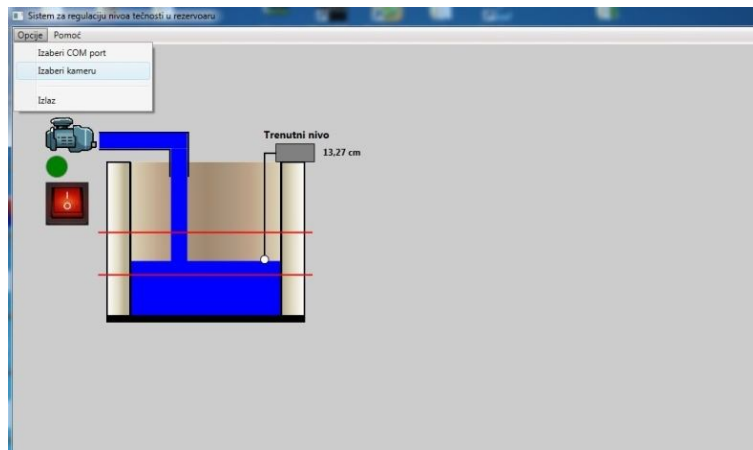 Sistem za regulaciju nivoa tečnosti u rezervoaru
Opcije Pomoć
Izaberi COM port
Izaberi kameru
Izlaz
Trenutni nivo
13,27 cm